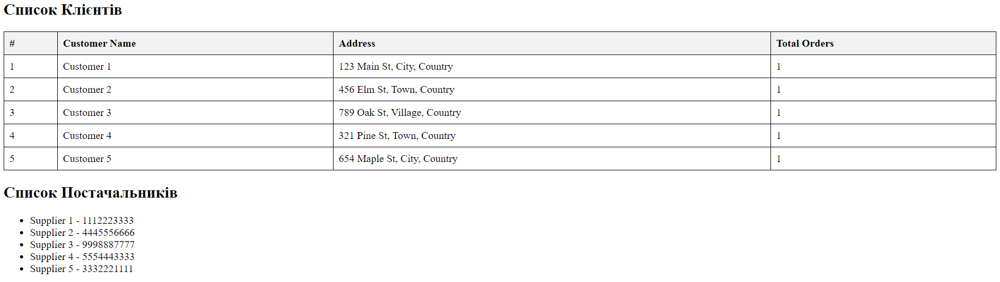 Список Клієнтів
# Customer Name Address Total Orders
1 Customer 1 123 Main St, City, Country 1
2 Customer 2 456 Elm St, Town, Country 1
3 Customer 3 789 Oak St, Village, Country 1
4 Customer 4 321 Pine St, Town, Country 1
5 Customer 5 654 Maple St, City, Country 1
Список Постачальників
• Supplier 1 - 1112223333
• Supplier 2 - 4445556666
• Supplier 3 - 9998887777
• Supplier 4 - 5554443333
• Supplier 5 - 3332221111